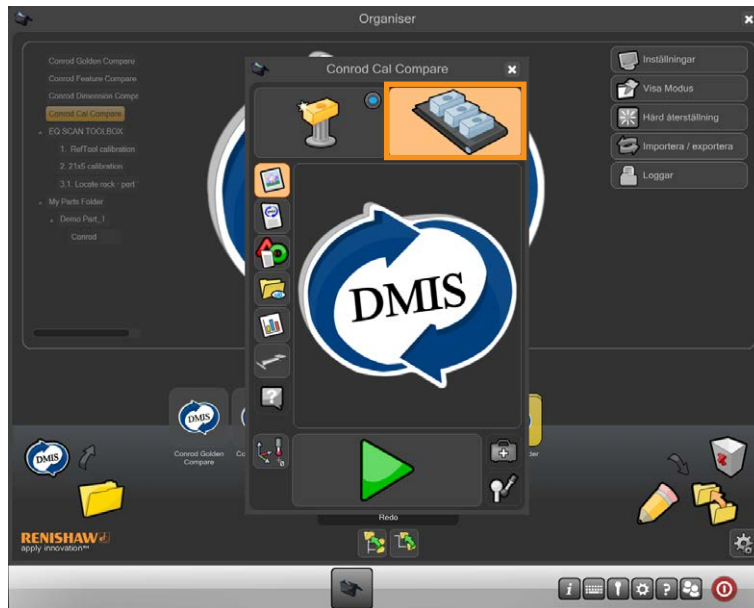 Organiser
Conrod Golden Compare
Conrod Feature Compare
Conrod Dimension Compa
Conrod Cal Compare
EQ SCAN TOOLBOX
1. RefTool calibration
2. 21x5 calibration
3.1. Locate rock - part
My Parts Folder
Demo Part_1
Conrod
Conrod Cal Compare
DMIS
Inställningar
Visa Modus
Hård återställning
Importera / exportera
Loggar
DMIS
DMIS
Conrod Golden
Compare
Redo
RENISHAW
apply innovation™